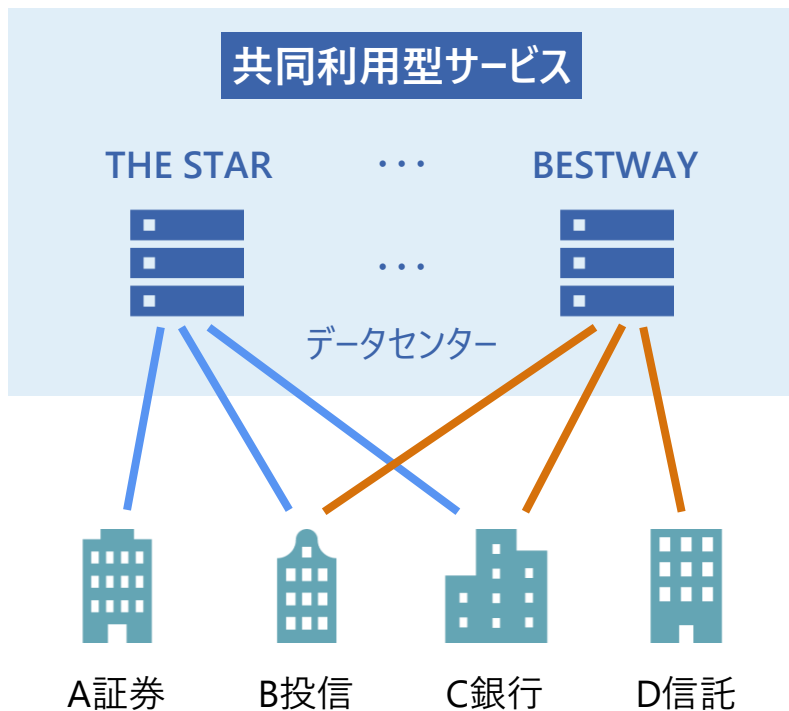 共同利用型サービス
THE STAR ･･･ BESTWAY
･･･
データセンター
A証券 B投信 C銀行 D信託